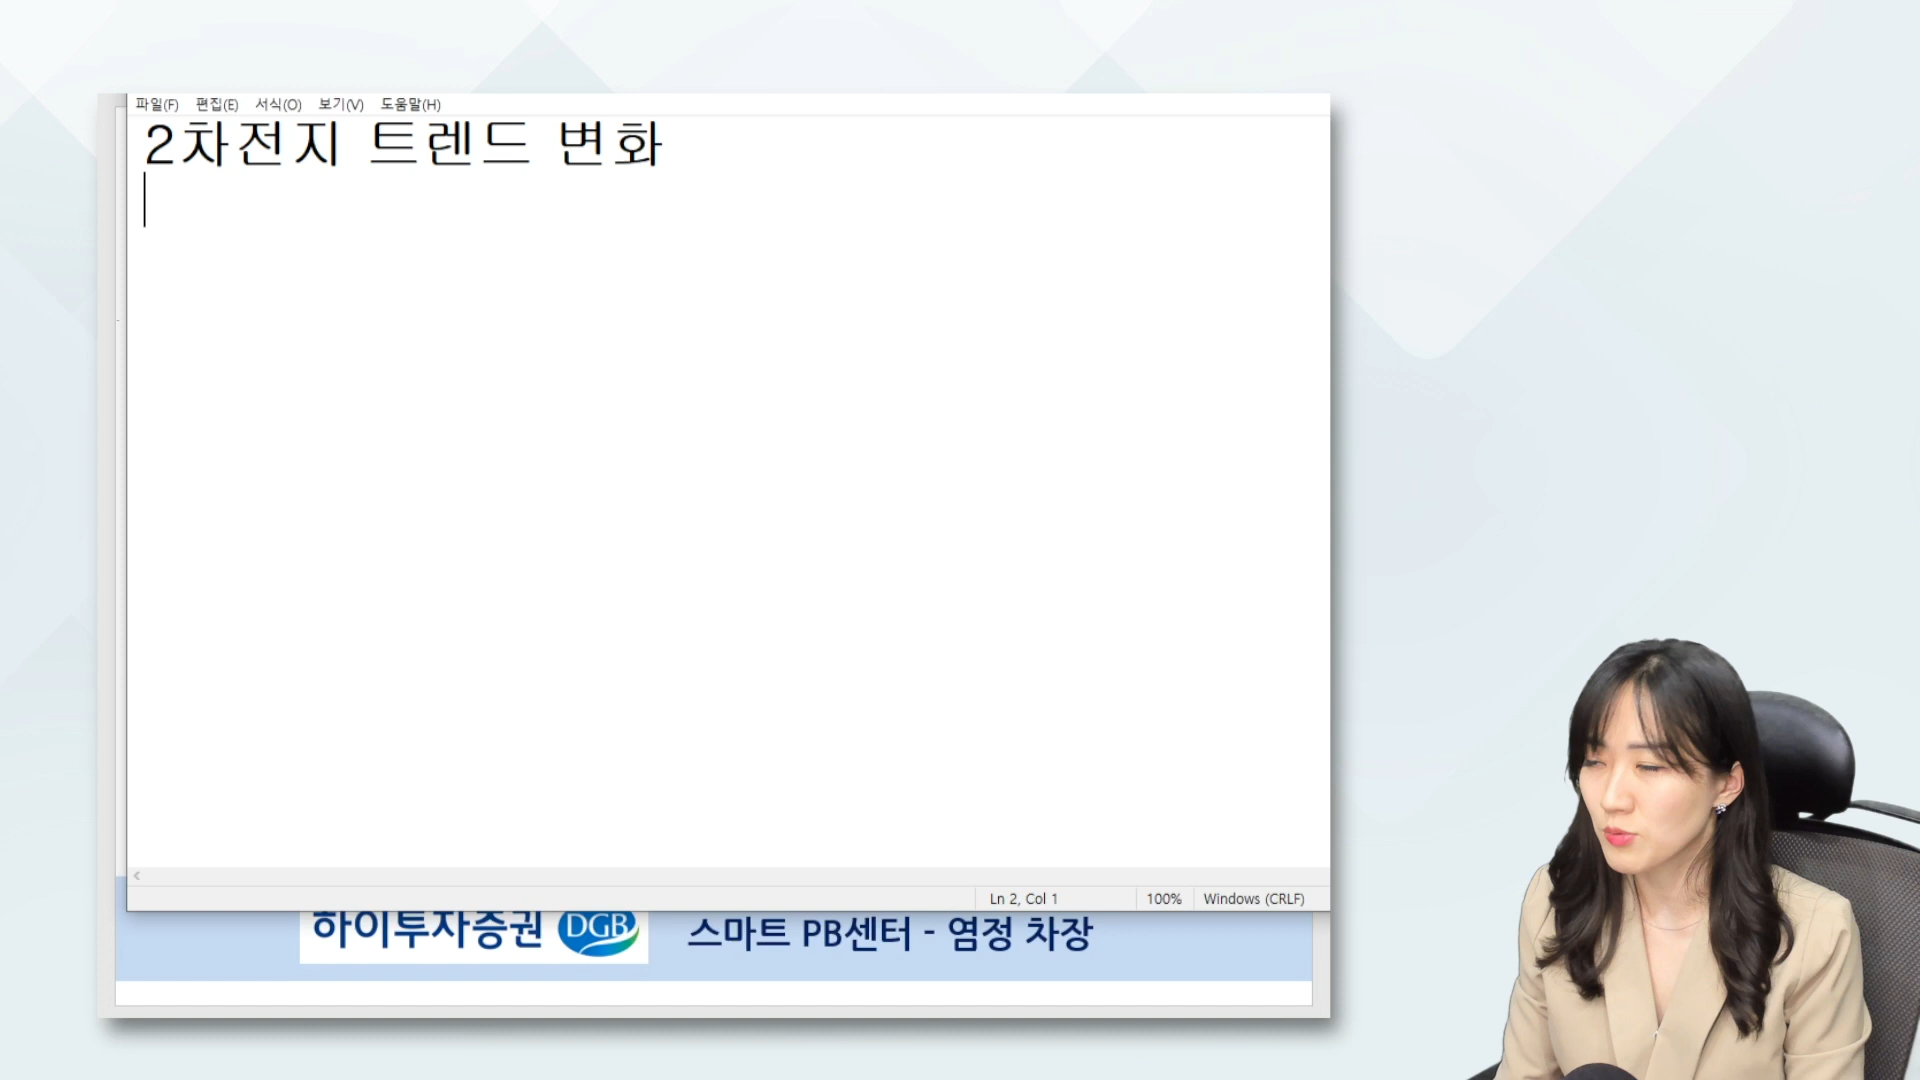 파일(F) 편집(E) 서식(O) 보기(V) 도움말(H)
2차전지 트렌드 변화
Ln 2, Col 1 100% Windows (CRLF)
하이투자증권 DGB 스마트 PB센터 - 염정 차장